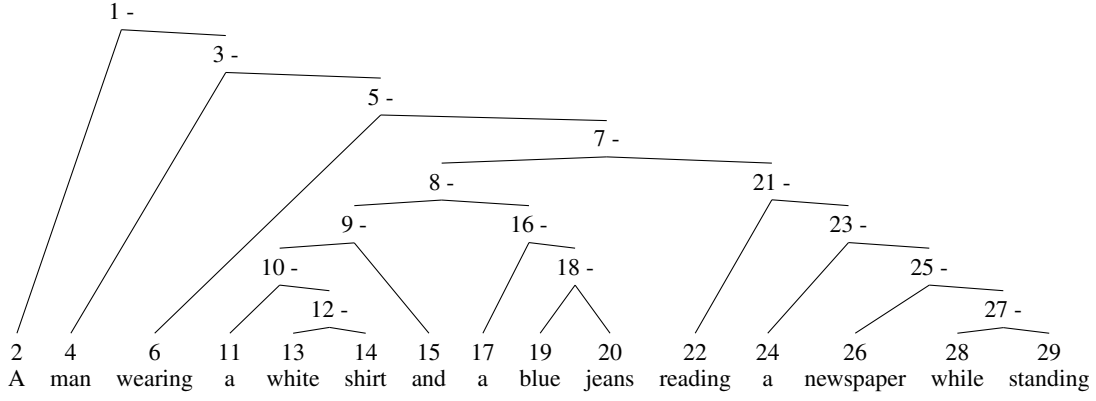 1 -
3 -
5 -
7 -
8 - 21 -
9 - 16 - 23 -
10 - 18 - 25 -
12 - 27 -
2 4 6 11 13 14 15 17 19 20 22 24 26 28 29
A man wearing a white shirt and a blue jeans reading a newspaper while standing